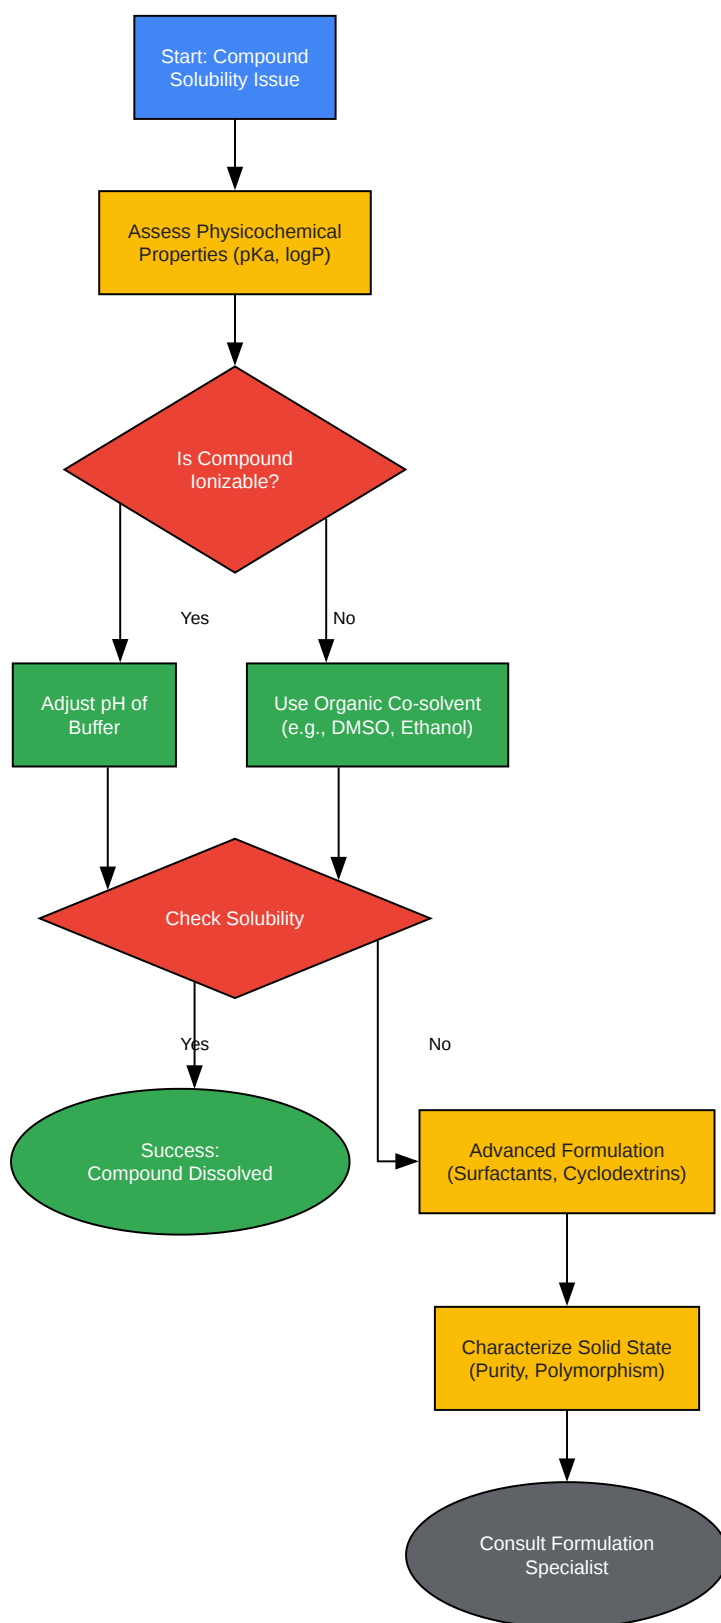 Start: Compound
Solubility Issue
Assess Physicochemical
Properties (pKa, logP)
Is Compound
Ionizable?
Yes
No
Adjust pH of
Buffer
Use Organic Co-solvent
(e.g., DMSO, Ethanol)
Check Solubility
Yes
No
Success:
Compound Dissolved
Advanced Formulation
(Surfactants, Cyclodextrins)
Characterize Solid State
(Purity, Polymorphism)
Consult Formulation
Specialist